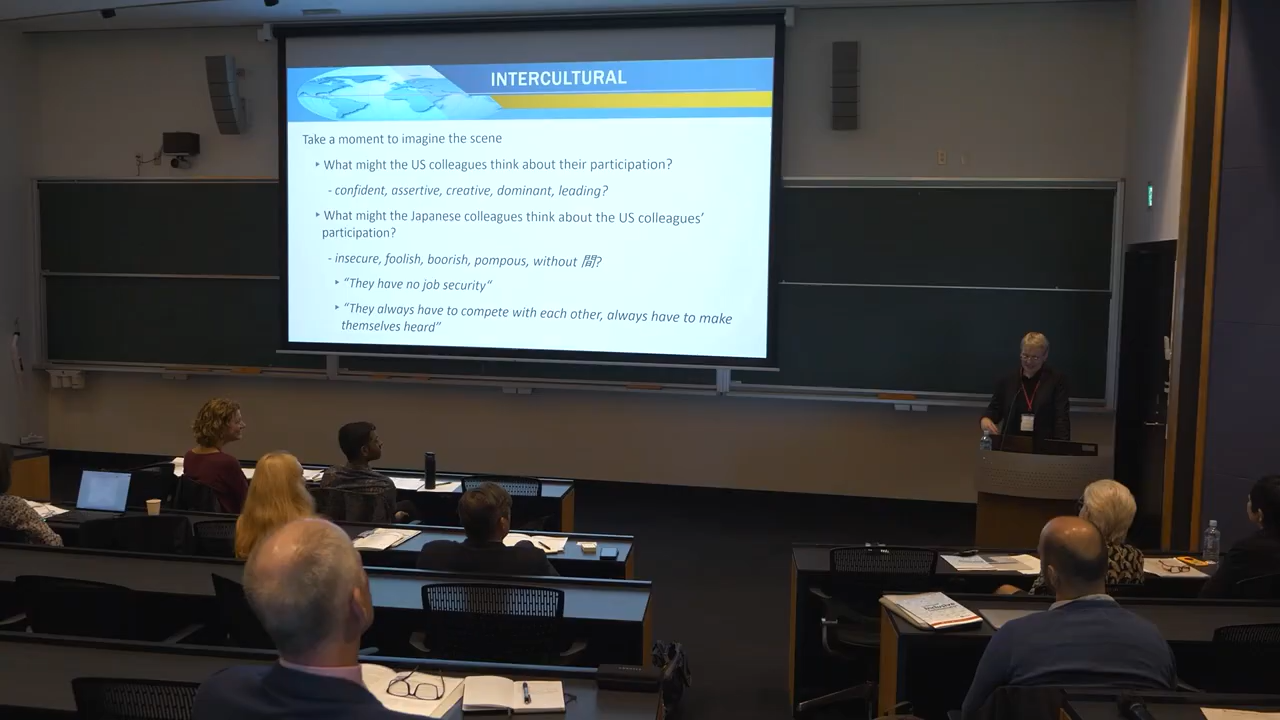 INTERCULTURAL
Take a moment to imagine the scene
‣ What might the US colleagues think about their participation?
- confident, assertive, creative, dominant, leading?
‣ What might the Japanese colleagues think about the US colleagues’
participation?
- insecure, foolish, boorish, pompous, without 間?
‣ “They have no job security“
‣ “They always have to compete with each other, always have to make
themselves heard”